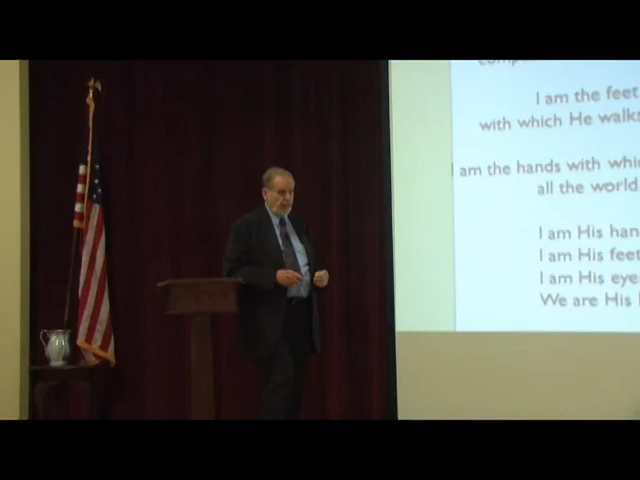 I am the feet
with which He walks
am the hands with
all the world
I am His
I am His feet
I am His
We are His